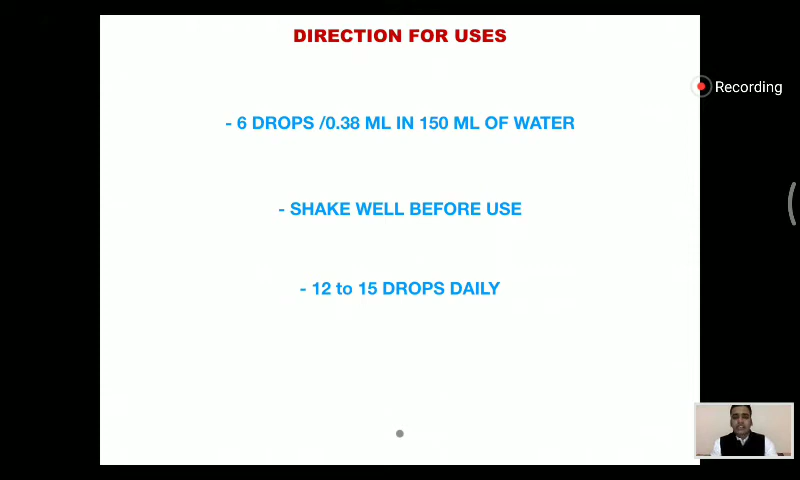 DIRECTION FOR USES
Recording
- 6 DROPS /0.38 ML IN 150 ML OF WATER
- SHAKE WELL BEFORE USE
- 12 to 15 DROPS DAILY